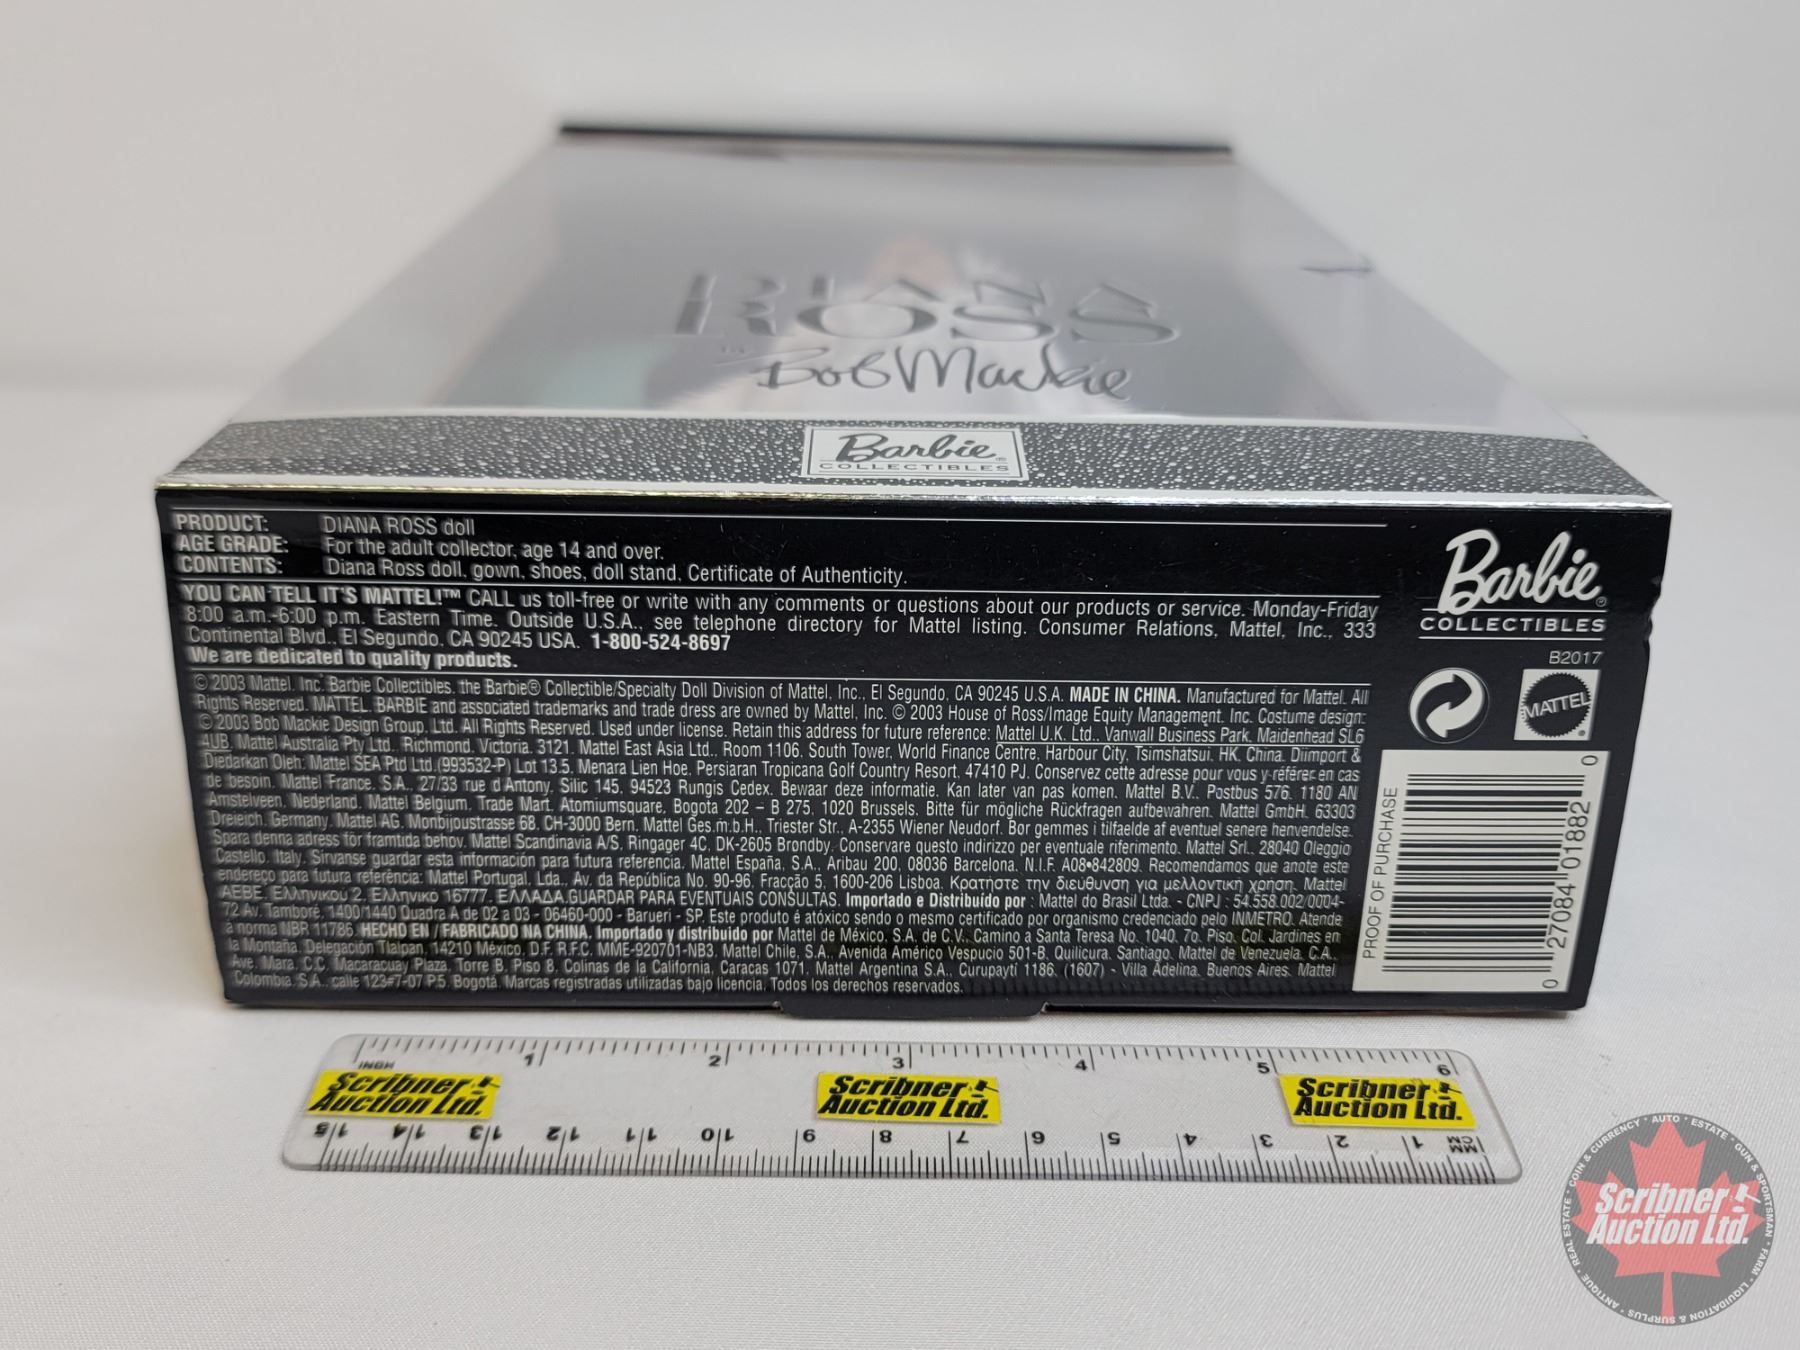 DIANA
ROSS
by
Bob Mackie
Barbie®
COLLECTIBLES
PRODUCT: DIANA ROSS doll
AGE GRADE: For the adult collector, age 14 and over.
CONTENTS: Diana Ross doll, gown, shoes, doll stand, Certificate of Authenticity.
YOU CAN TELL IT'S MATTEL!™ CALL us toll-free or write with any comments or questions about our products or service. Monday-Friday
8:00 a.m.-6:00 p.m. Eastern Time. Outside U.S.A., see telephone directory for Mattel listing. Consumer Relations, Mattel, Inc., 333
Continental Blvd., El Segundo, CA 90245 USA. 1-800-524-8697
We are dedicated to quality products.
© 2003 Mattel, Inc. Barbie Collectibles, the Barbie® Collectible/Specialty Doll Division of Mattel, Inc., El Segundo, CA 90245 U.S.A. MADE IN CHINA. Manufactured for Mattel. All
Rights Reserved. MATTEL, BARBIE and associated trademarks and trade dress are owned by Mattel, Inc. © 2003 House of Ross/Image Equity Management, Inc. Costume design:
© 2003 Bob Mackie Design Group, Ltd. All Rights Reserved. Used under license. Retain this address for future reference: Mattel U.K. Ltd., Vanwall Business Park, Maidenhead SL6
4UB. Mattel Australia Pty Ltd., Richmond, Victoria. 3121. Mattel East Asia Ltd., Room 1106, South Tower, World Finance Centre, Harbour City, Tsimshatsui, HK, China. Diimport &
Diedarkan Oleh: Mattel SEA Ptd Ltd.(993532-P) Lot 13.5, Menara Lien Hoe, Persiaran Tropicana Golf Country Resort, 47410 PJ. Conservez cette adresse pour vous y référer en cas
de besoin. Mattel France, S.A., 27/33 rue d'Antony, Silic 145, 94523 Rungis Cedex. Bewaar deze informatie. Kan later van pas komen. Mattel B.V., Postbus 576, 1180 AN
Amstelveen, Nederland. Mattel Belgium, Trade Mart, Atomiumsquare, Bogota 202 – B 275, 1020 Brussels. Bitte für mögliche Rückfragen aufbewahren. Mattel GmbH, 63303
Dreieich, Germany. Mattel AG, Monbijoustrasse 68, CH-3000 Bern. Mattel Ges.m.b.H., Triester Str., A-2355 Wiener Neudorf. Bor gemmes i tilfaelde af eventuel senere henvendelse.
Spara denna adress för framtida behov. Mattel Scandinavia A/S, Ringager 4C, DK-2605 Brøndby. Conservare questo indirizzo per eventuale riferimento. Mattel Srl., 28040 Oleggio
Castello, Italy. Sírvanse guardar esta información para futura referencia. Mattel España, S.A., Aribau 200, 08036 Barcelona. N.I.F. A08•842809. Recomendamos que anote este
endereço para futura referência: Mattel Portugal, Lda., Av. da República No. 90-96, Fracção 5, 1600-206 Lisboa. Κρατήστε την διεύθυνση για μελλοντική χρήση. Mattel
AEBE, Ελληνικού 2, Ελληνικό 16777, ΕΛΛΑΔΑ.GUARDAR PARA EVENTUAIS CONSULTAS. Importado e Distribuído por : Mattel do Brasil Ltda. - CNPJ : 54.558.002/0004-
72 Av. Tamboré, 1400/1440 Quadra A de 02 a 03 - 06460-000 - Barueri - SP. Este produto é atóxico sendo o mesmo certificado por organismo credenciado pelo INMETRO. Atende
a norma NBR 11786. HECHO EN / FABRICADO NA CHINA. Importado y distribuido por Mattel de México, S.A. de C.V., Camino a Santa Teresa No. 1040, 7o. Piso, Col. Jardines en
la Montaña, Delegación Tlalpan, 14210 México, D.F. R.F.C. MME-920701-NB3. Mattel Chile, S.A., Avenida Américo Vespucio 501-B, Quilicura, Santiago. Mattel de Venezuela, C.A.,
Ave. Mara, C.C. Macaracuay Plaza, Torre B, Piso 8, Colinas de la California, Caracas 1071. Mattel Argentina S.A., Curupaytí 1186, (1607) - Villa Adelina, Buenos Aires. Mattel
Colombia, S.A., calle 123#7-07 P.5, Bogotá. Marcas registradas utilizadas bajo licencia. Todos los derechos reservados.
Barbie®
COLLECTIBLES
B2017
MATTEL®
PROOF OF PURCHASE
0 27084 01882 0
INCH 1 2 3 4 5 6
Scribner
Auction Ltd.
Scribner
Auction Ltd.
Scribner
Auction Ltd.
15 14 13 12 11 10 9 8 7 6 5 4 3 2 1 CM
MM
COIN & CURRENCY • AUTO • ESTATE • GUN & SPORTSMAN • FARM • LIQUIDATION & SURPLUS • ANTIQUE • REAL ESTATE •
Scribner
Auction Ltd.